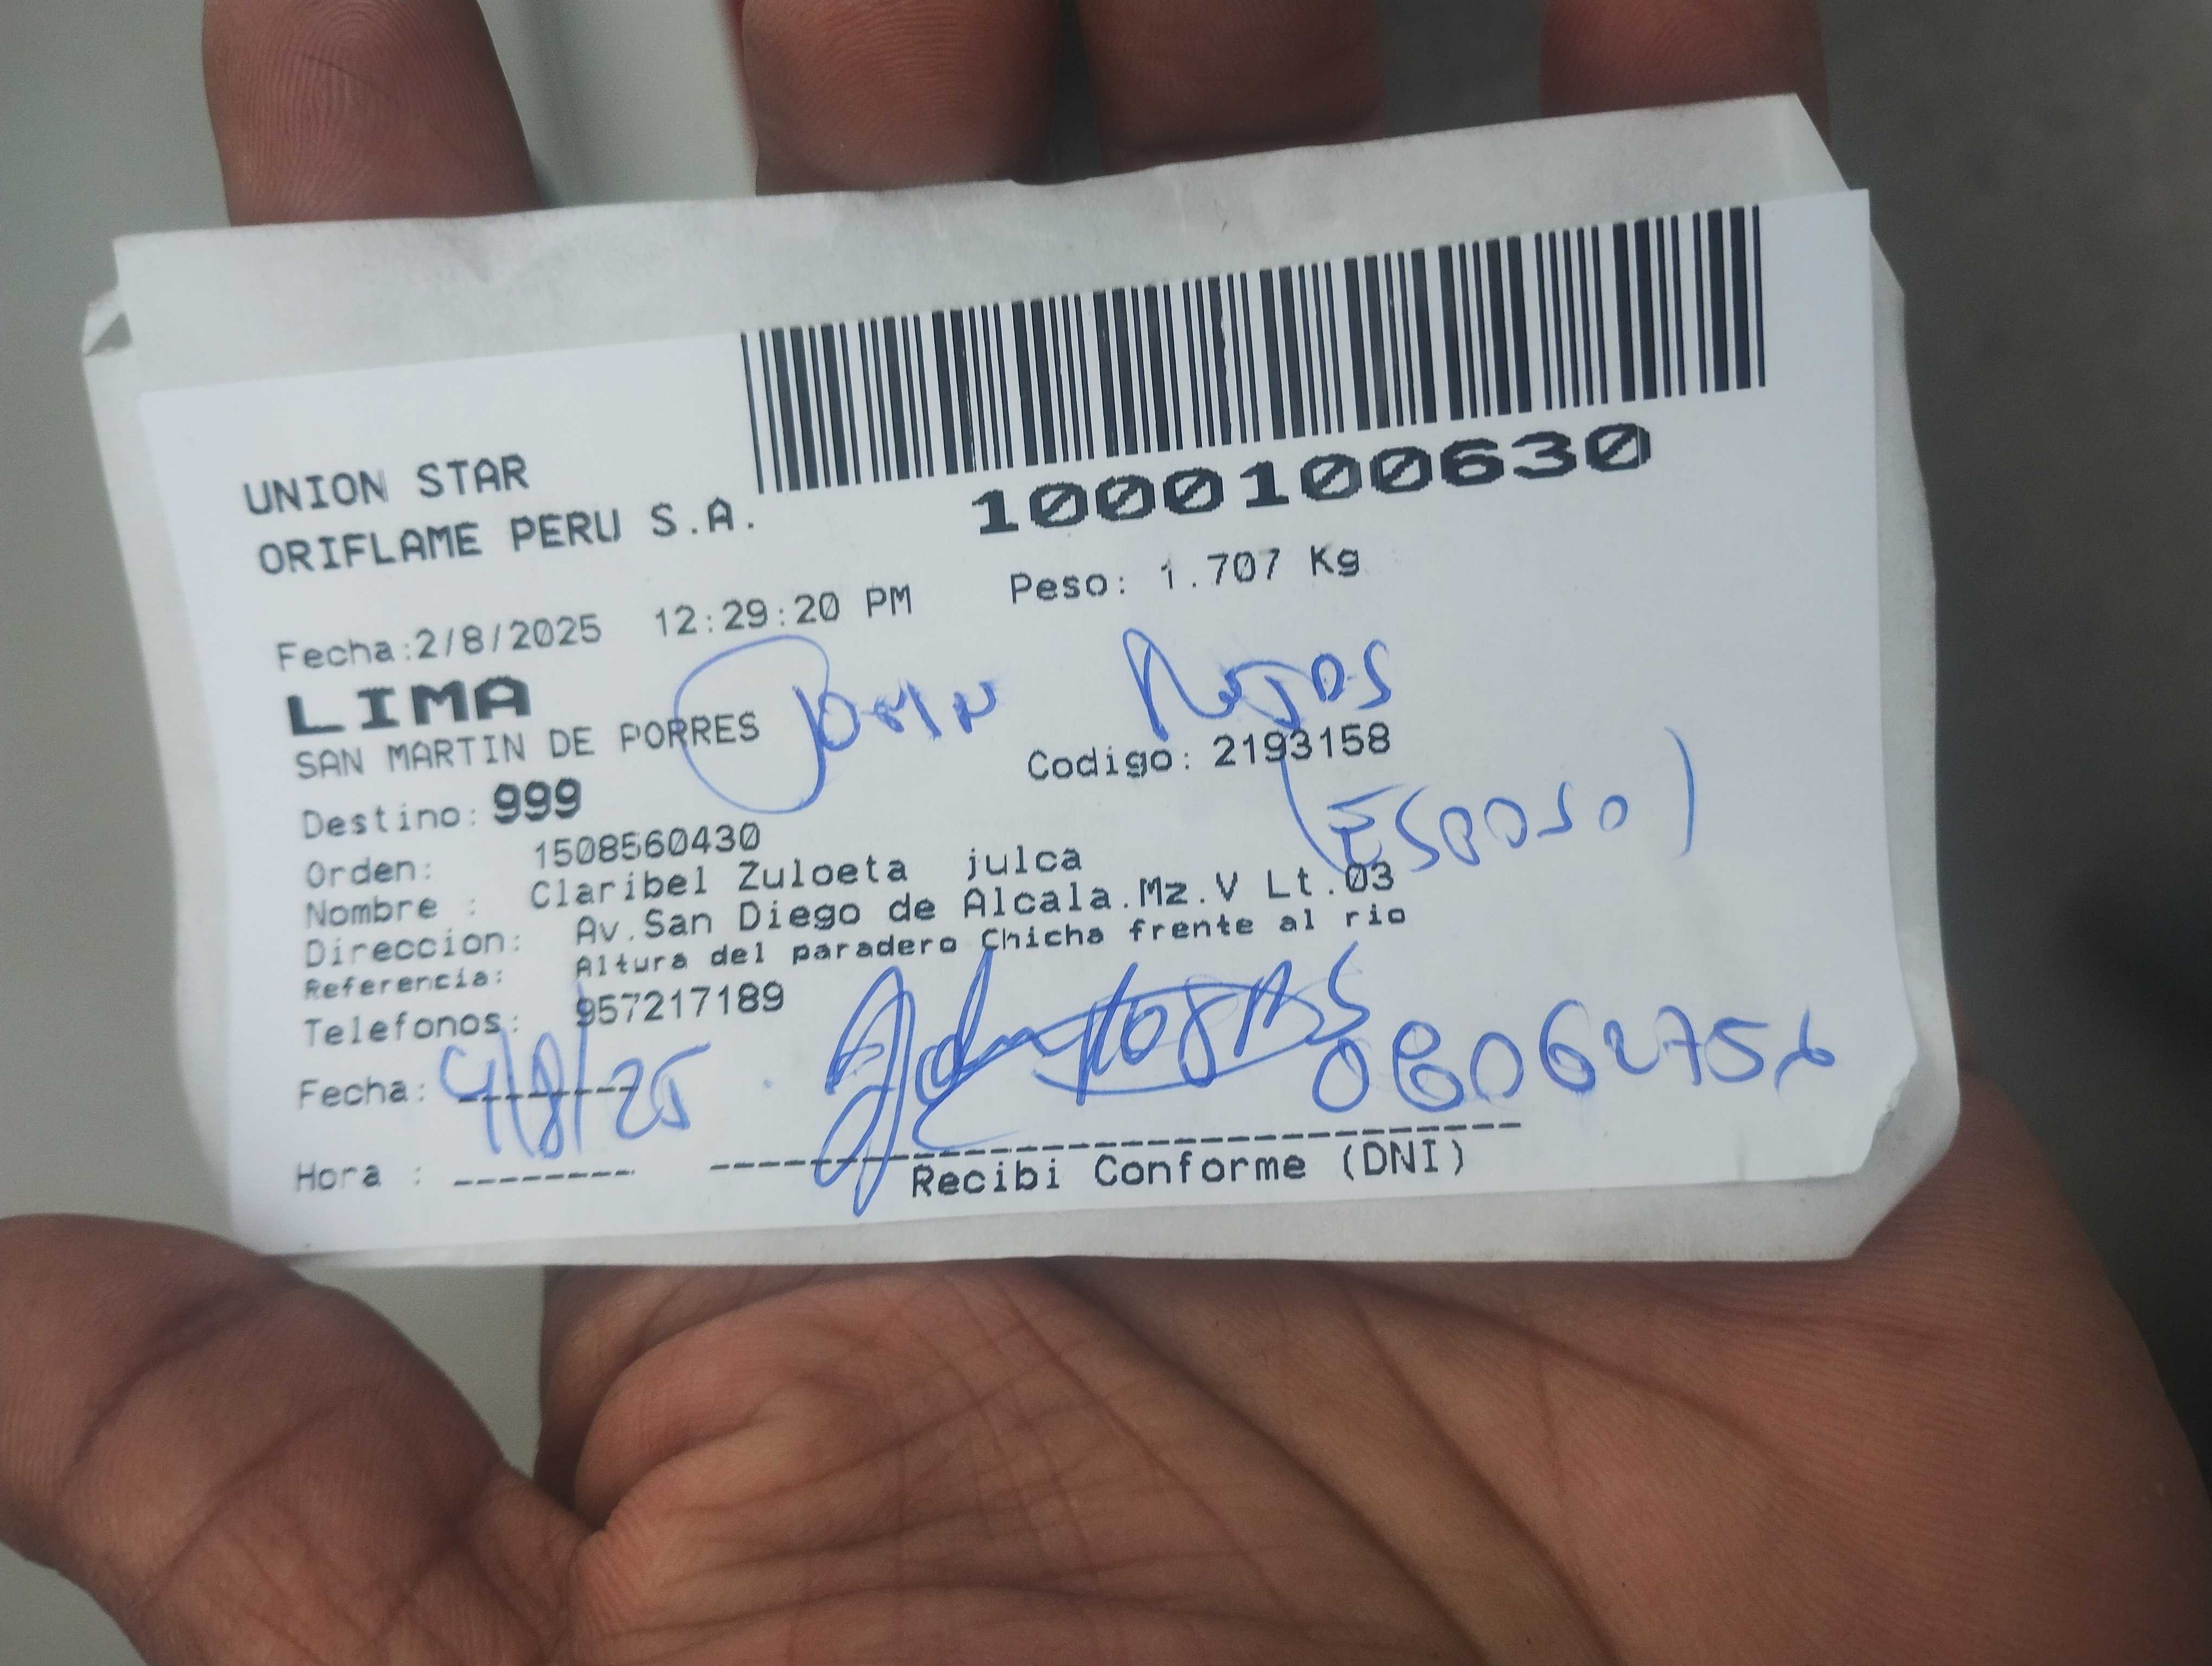 UNION STAR
ORIFLAME PERU S.A.
1000100630
Fecha:2/8/2025 12:29:20 PM Peso: 1.707 Kg
LIMA
SAN MARTIN DE PORRES
Rojas
Codigo: 2193158
(Esposo)
Destino: 999
Orden: 1508560430
Nombre : Claribel Zuloeta julca
Direccion: Av.San Diego de Alcala.Mz.V Lt.03
Referencia: Altura del paradero Chicha frente al rio
Telefonos: 957217189
Fecha: 4/8/25
Hora :
Recibi Conforme (DNI)